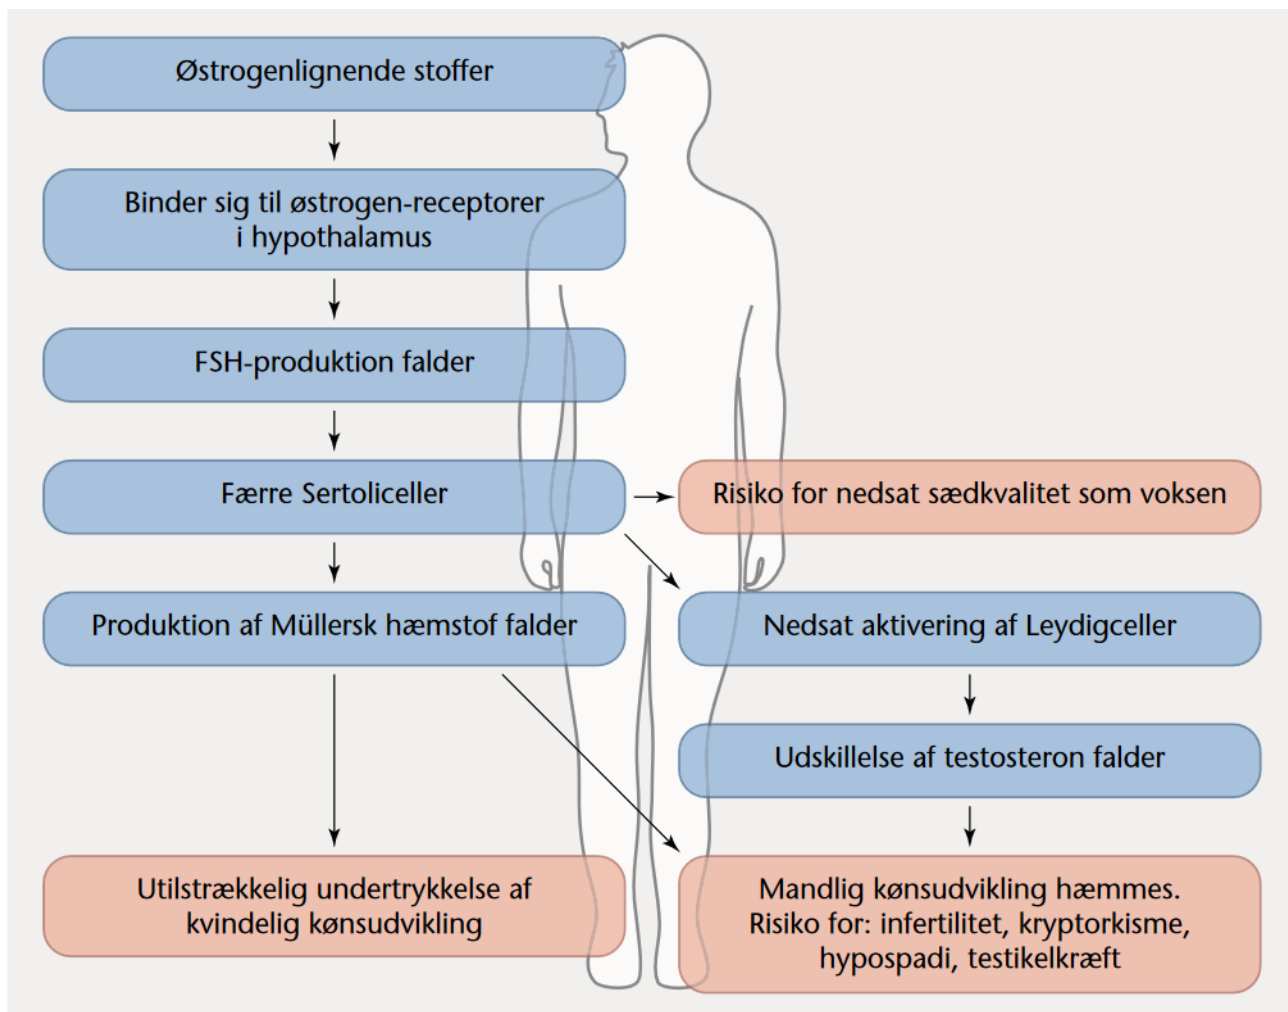 Østrogenlignende stoffer
Binder sig til østrogen-receptorer
i hypothalamus
FSH-produktion falder
Færre Sertoliceller
Risiko for nedsat sædkvalitet som voksen
Produktion af Müllersk hæmstof falder
Nedsat aktivering af Leydigceller
Udskillelse af testosteron falder
Utilstrækkelig undertrykkelse af
kvindelig kønsudvikling
Mandlig kønsudvikling hæmmes.
Risiko for: infertilitet, kryptorkisme,
hypospadi, testikelkræft